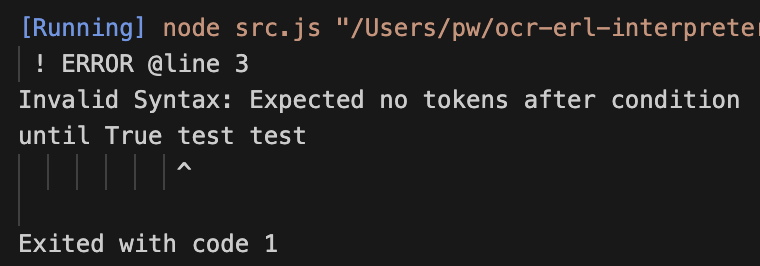 [Running] node src.js "/Users/pw/ocr-erl-interpreter
! ERROR @line 3
Invalid Syntax: Expected no tokens after condition
until True test test
^
Exited with code 1